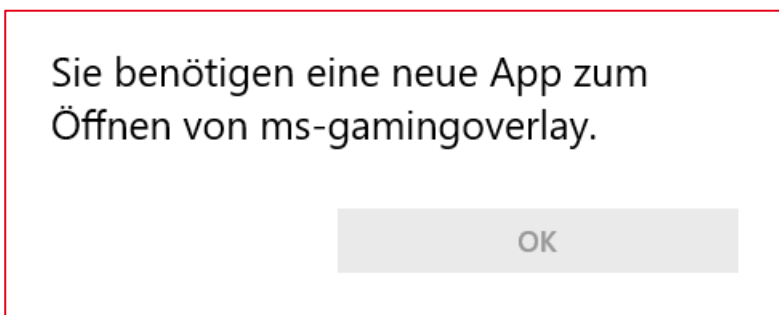 Sie benötigen eine neue App zum
Öffnen von ms-gamingoverlay.
OK